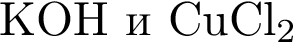 KOH и CuCl₂